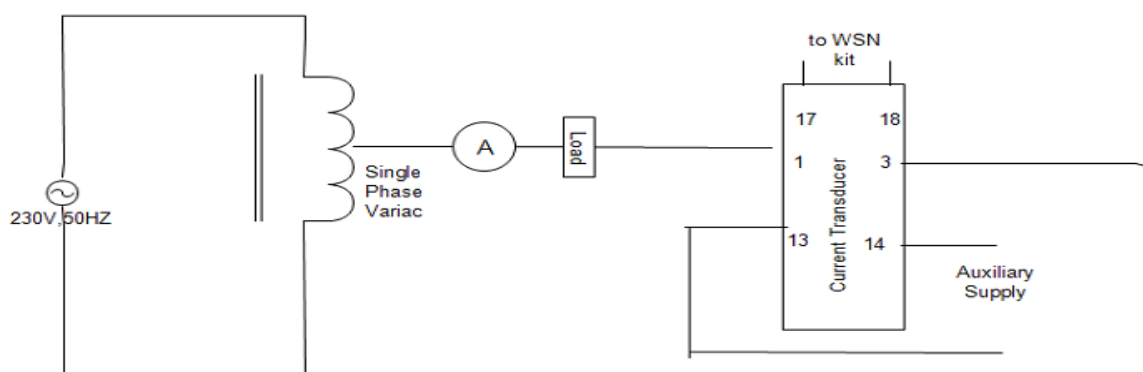 to WSN
kit
17
18
A
Load
1
3
Single
Phase
Variac
230V,50HZ
13
14
Current Transducer
Auxiliary
Supply